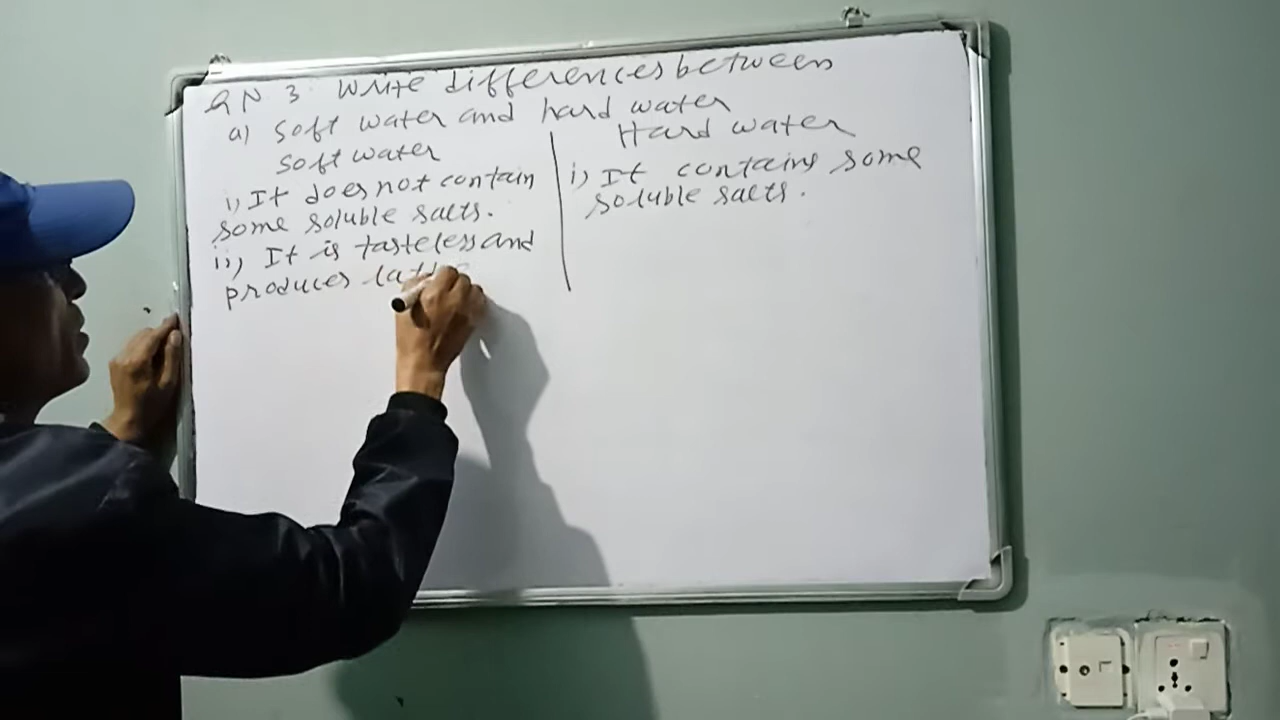 QN 3 Write differences between
a) soft water and hard water
soft water
i) It does not contain
some soluble salts.
ii) It is tasteless and
produces
Hard water
i) It contains some
soluble salts.